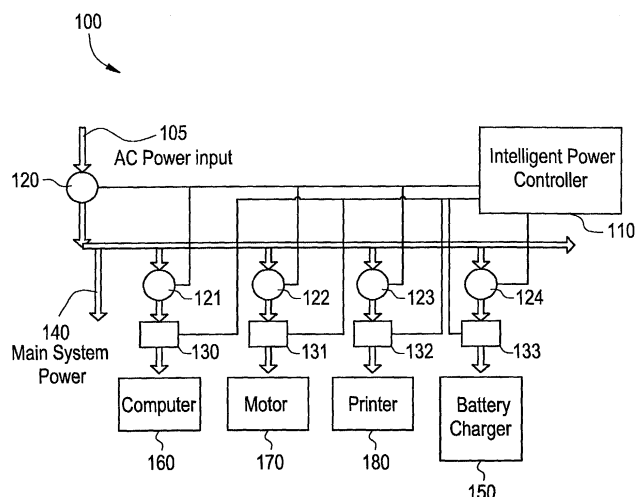 100
105
AC Power input
120
Intelligent Power
Controller
110
121
122
123
124
140
Main System
Power
130
131
132
133
Computer
Motor
Printer
Battery
Charger
160
170
180
150